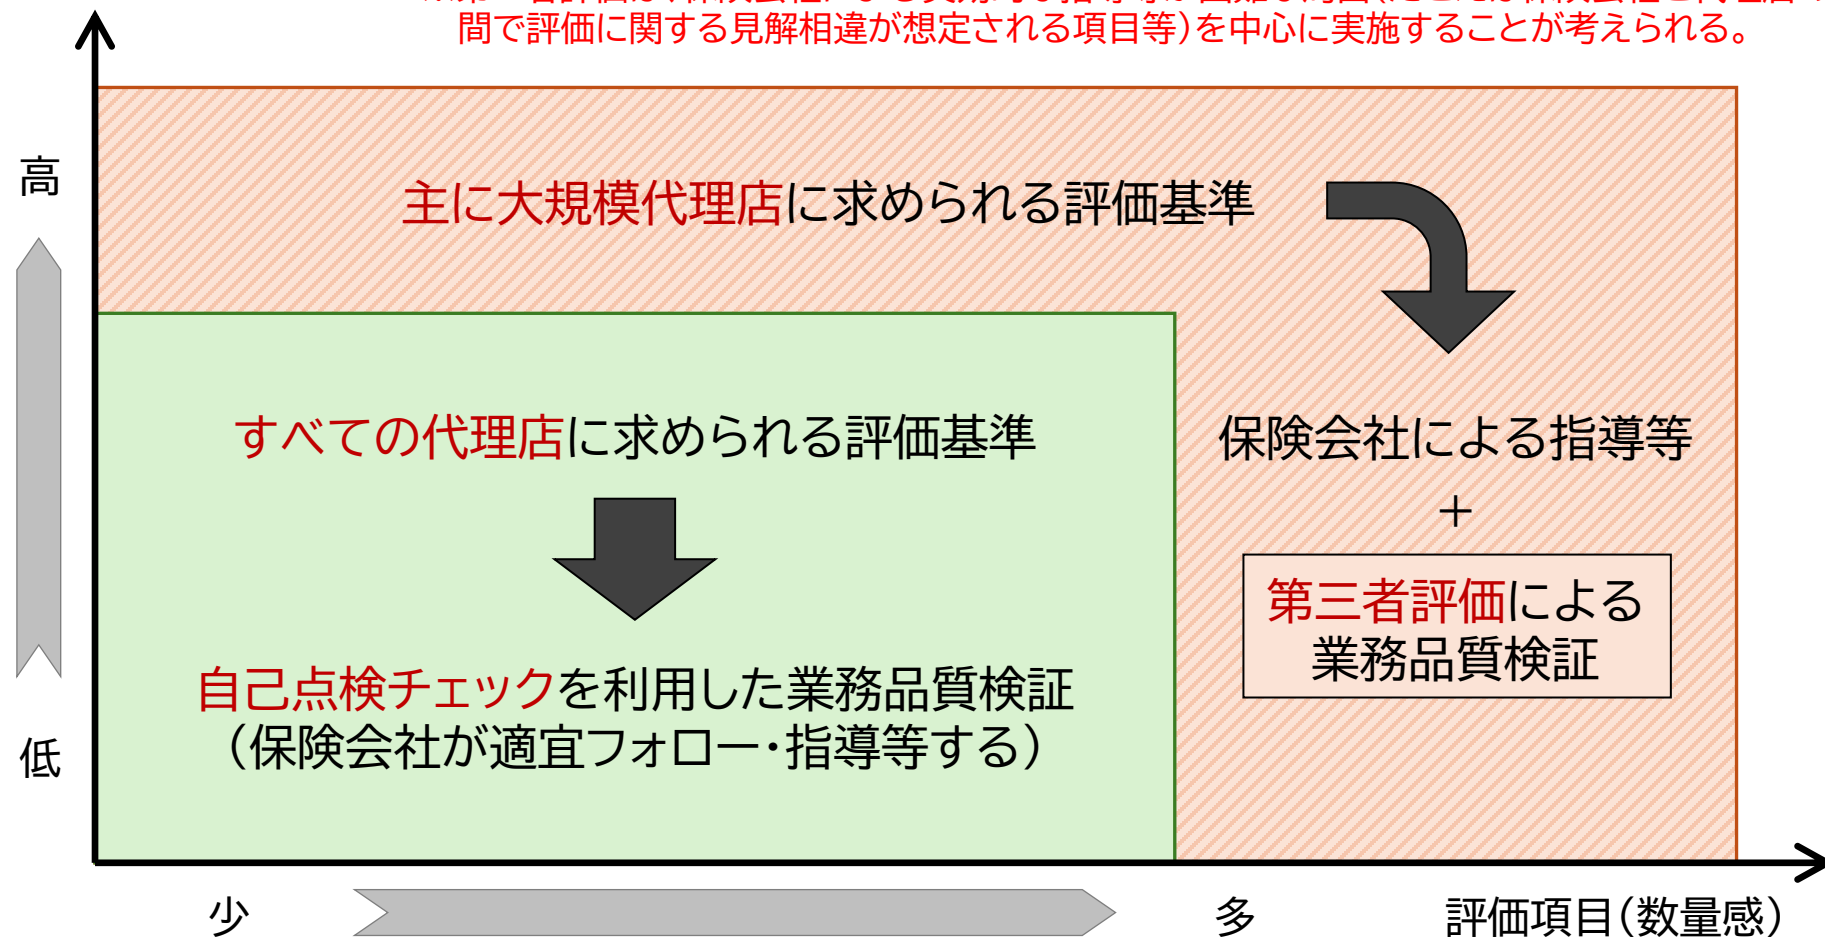 間で評価に関する見解相違が想定される項目等)を中心に実施することが考えられる。
高
主に大規模代理店に求められる評価基準
すべての代理店に求められる評価基準
保険会社による指導等
+
第三者評価による
業務品質検証
自己点検チェックを利用した業務品質検証
(保険会社が適宜フォロー・指導等する)
低
少
多
評価項目(数量感)